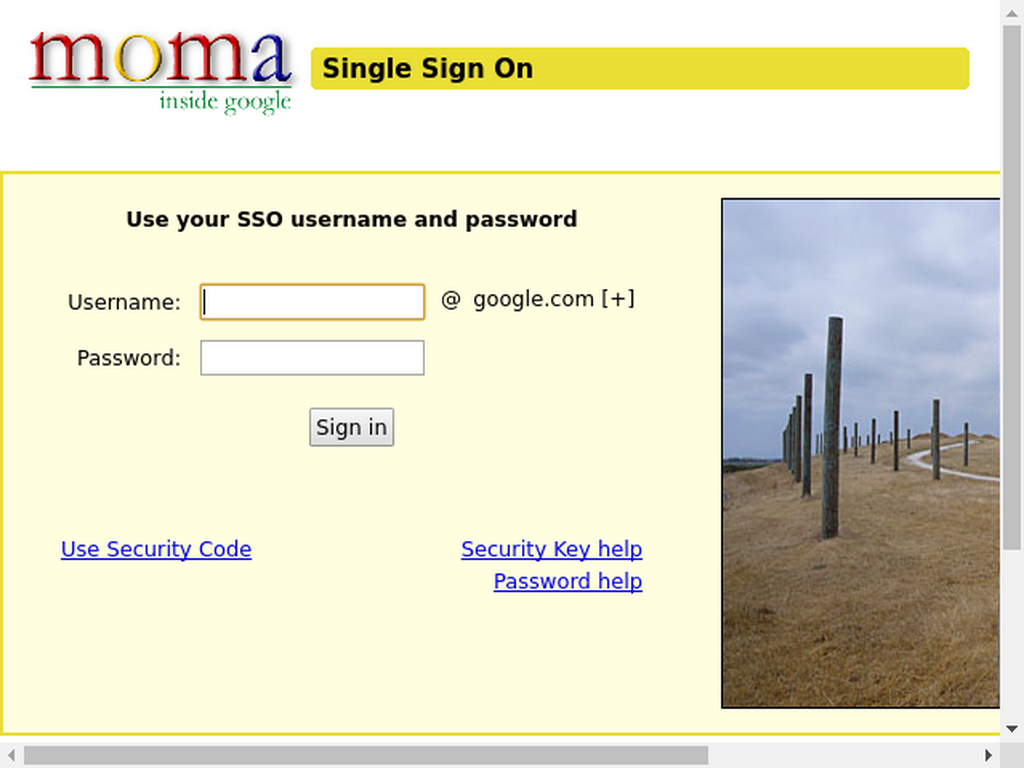 moma
inside google
Single Sign On
Use your SSO username and password
Username:
@ google.com [+]
Password:
Sign in
Use Security Code
Security Key help
Password help